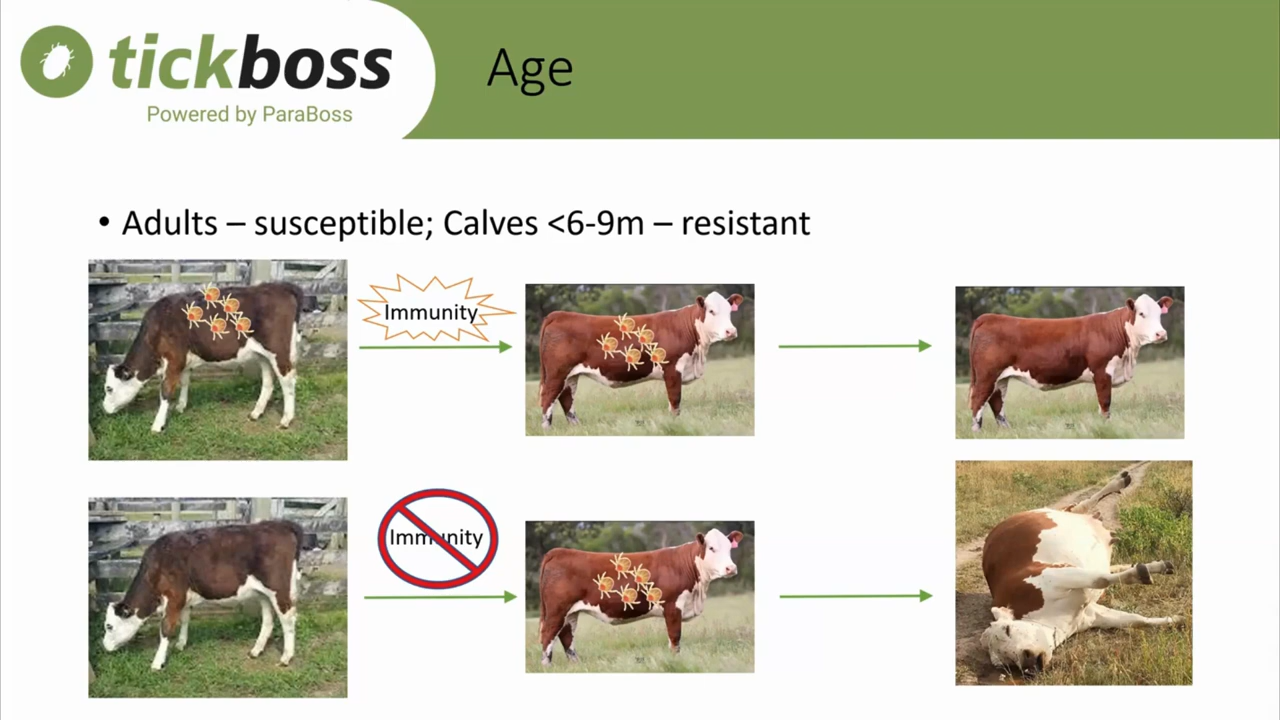 tickboss
Powered by ParaBoss
Age
• Adults – susceptible; Calves <6-9m – resistant
Immunity
Immunity